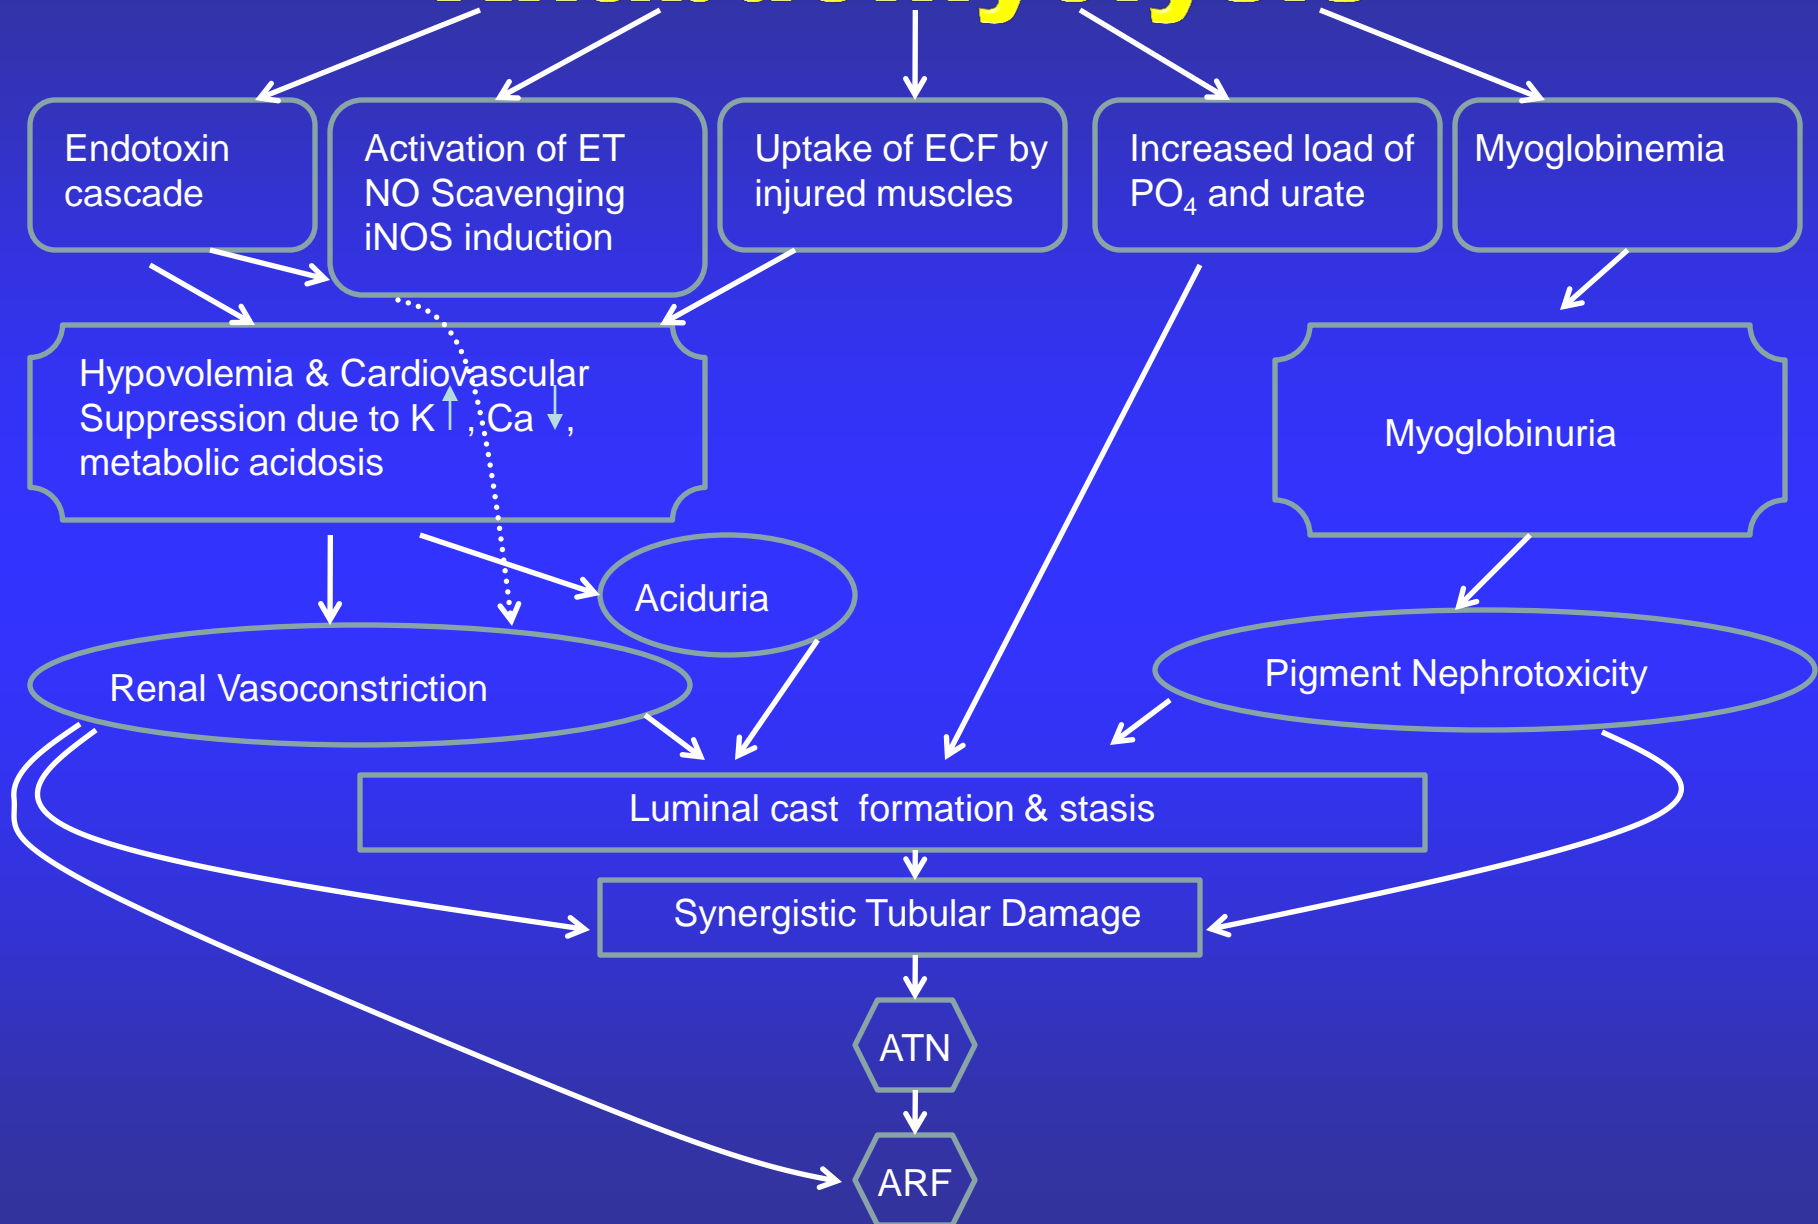 Endotoxin
cascade
Activation of ET
NO Scavenging
iNOS induction
Uptake of ECF by
injured muscles
Increased load of
PO₄ and urate
Myoglobinemia
Hypovolemia & Cardiovascular
Suppression due to K↑, Ca ↓,
metabolic acidosis
Myoglobinuria
Aciduria
Renal Vasoconstriction
Pigment Nephrotoxicity
Luminal cast formation & stasis
Synergistic Tubular Damage
ATN
ARF